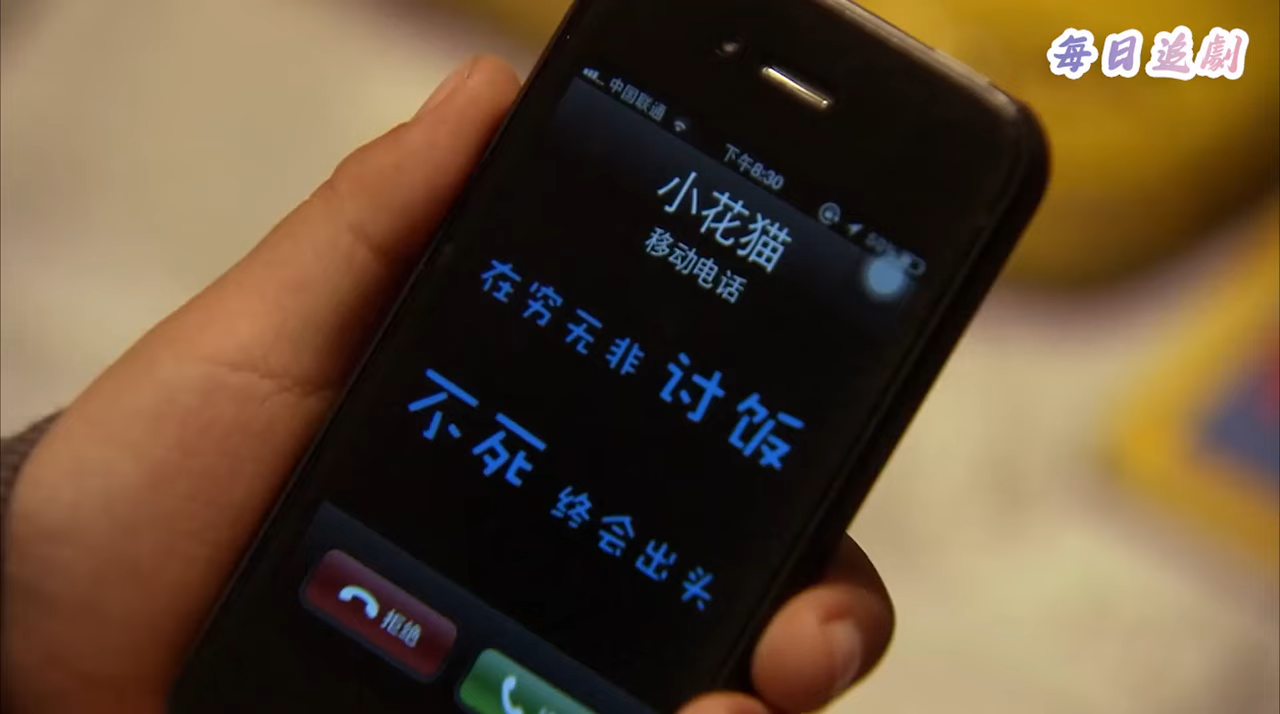 每日追劇
中国联通
下午8:30
小花猫
移动电话
在穷无非讨饭
不死终会出头
拒绝